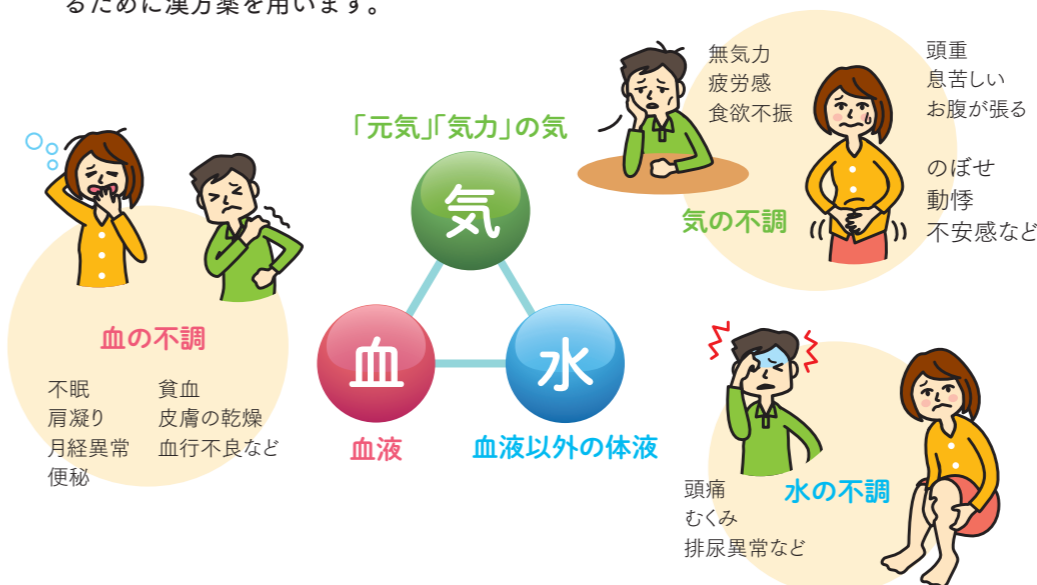 るために漢方薬を用います。
「元気」「気力」の気
気
血
水
血液
血液以外の体液
無気力
疲労感
食欲不振
頭重
息苦しい
お腹が張る
のぼせ
動悸
不安感など
気の不調
血の不調
不眠
肩凝り
月経異常
便秘
貧血
皮膚の乾燥
血行不良など
水の不調
頭痛
むくみ
排尿異常など